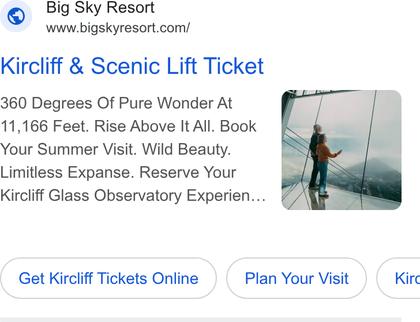 Big Sky Resort
www.bigskyresort.com/
Kircliff & Scenic Lift Ticket
360 Degrees Of Pure Wonder At
11,166 Feet. Rise Above It All. Book
Your Summer Visit. Wild Beauty.
Limitless Expanse. Reserve Your
Kircliff Glass Observatory Experien…
Get Kircliff Tickets Online
Plan Your Visit
Kirc